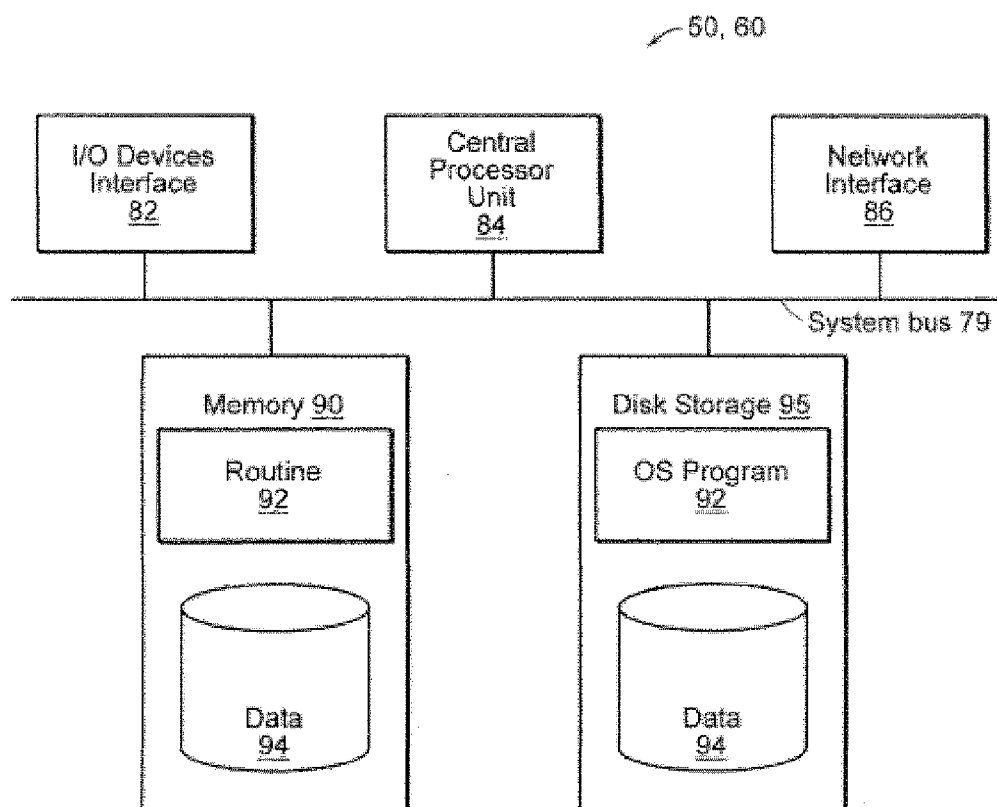 50, 60
I/O Devices
Interface
82
Central
Processor
Unit
84
Network
Interface
86
System bus 79
Memory 90
Routine
92
Data
94
Disk Storage 95
OS Program
92
Data
94